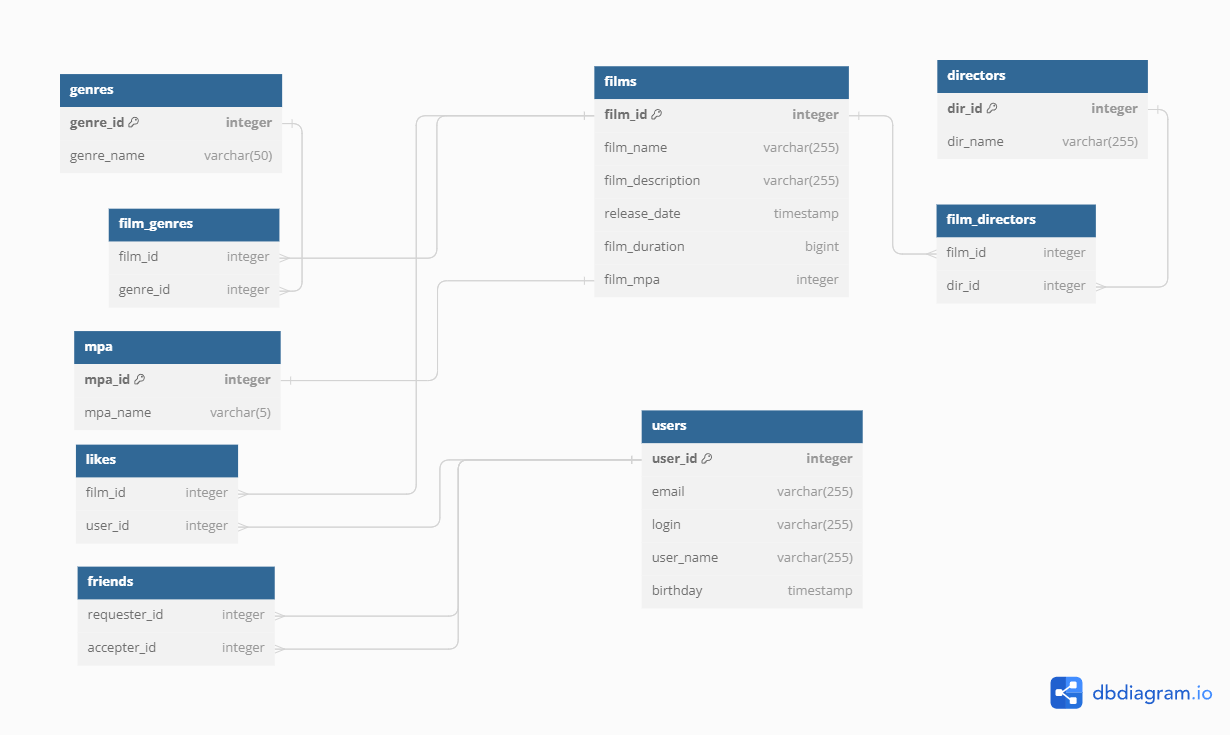 genres
genre_id integer
genre_name varchar(50)
film_genres
film_id integer
genre_id integer
mpa
mpa_id integer
mpa_name varchar(5)
likes
film_id integer
user_id integer
friends
requester_id integer
accepter_id integer
films
film_id integer
film_name varchar(255)
film_description varchar(255)
release_date timestamp
film_duration bigint
film_mpa integer
users
user_id integer
email varchar(255)
login varchar(255)
user_name varchar(255)
birthday timestamp
directors
dir_id integer
dir_name varchar(255)
film_directors
film_id integer
dir_id integer
dbdiagram.io